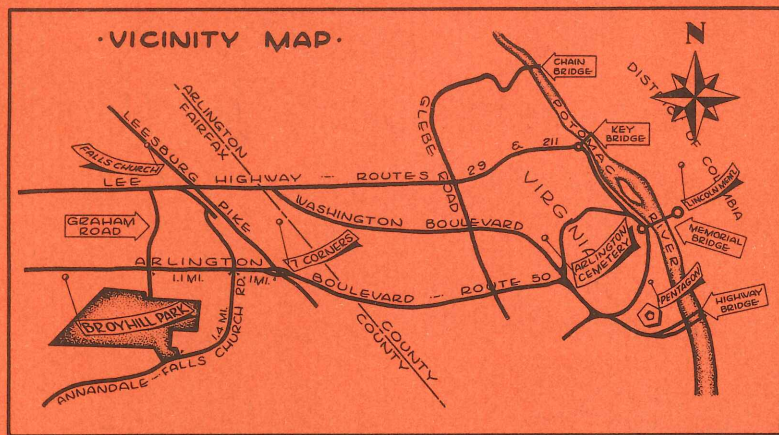 ·VICINITY MAP·
N
CHAIN
BRIDGE
DISTRICT OF COLUMBIA
POTOMAC RIVER
KEY
BRIDGE
ARLINGTON
FAIRFAX
GLEBE ROAD
LEESBURG PIKE
FALLS CHURCH
LEE HIGHWAY ROUTES 29 & 211
VIRGINIA
LINCOLN MEM'L
MEMORIAL
BRIDGE
WASHINGTON BOULEVARD
GRAHAM
ROAD
7 CORNERS
ARLINGTON
CEMETERY
ARLINGTON BOULEVARD — ROUTE 50
1.1 MI.
1 MI.
PENTAGON
HIGHWAY
BRIDGE
BROYHILL PARK
1.4 MI.
COUNTY
COUNTY
ANNANDALE — FALLS CHURCH RD.